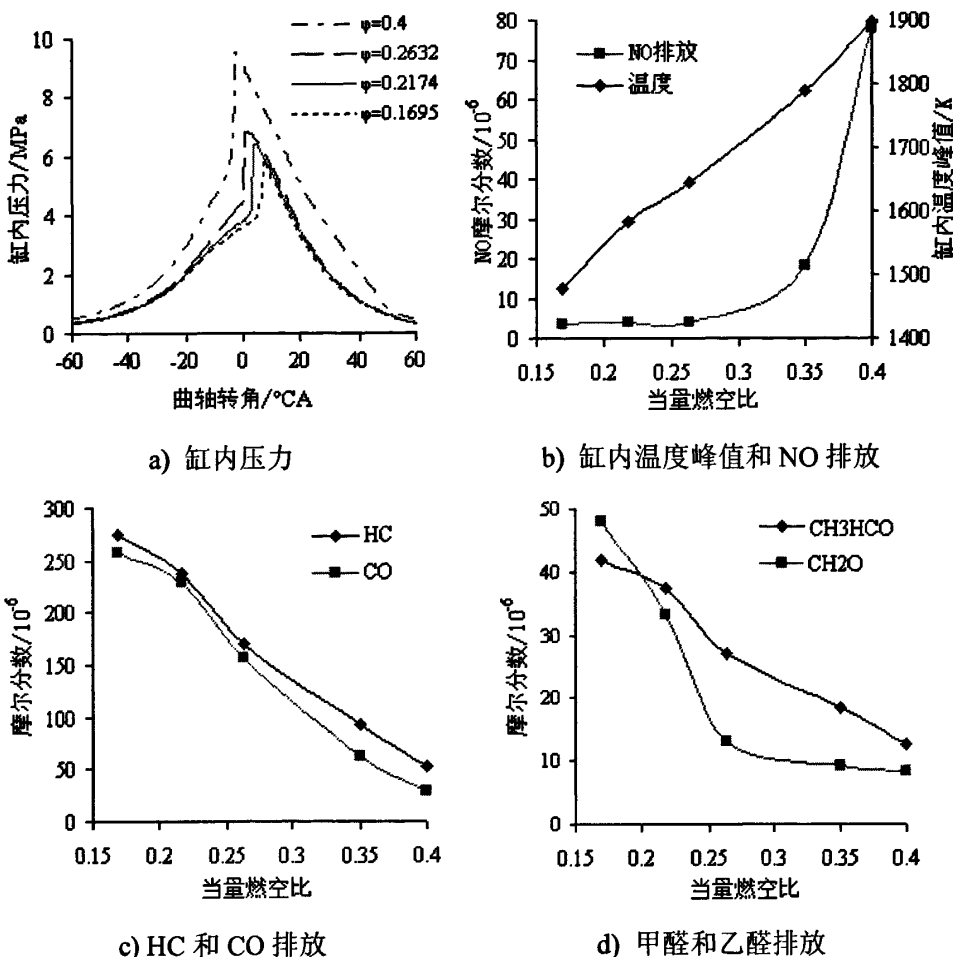 φ=0.4
φ=0.2632
φ=0.2174
φ=0.1695
缸内压力/MPa
10
8
6
4
2
0
-60 -40 -20 0 20 40 60
曲轴转角/°CA
a) 缸内压力
NO排放
温度
NO摩尔分数/10⁻⁶
80
70
60
50
40
30
20
10
0
缸内温度峰值/K
1900
1800
1700
1600
1500
1400
0.15 0.2 0.25 0.3 0.35 0.4
当量燃空比
b) 缸内温度峰值和 NO 排放
HC
CO
摩尔分数/10⁻⁶
300
250
200
150
100
50
0
0.15 0.2 0.25 0.3 0.35 0.4
当量燃空比
c) HC 和 CO 排放
CH3HCO
CH2O
摩尔分数/10⁻⁶
50
40
30
20
10
0
0.15 0.2 0.25 0.3 0.35 0.4
当量燃空比
d) 甲醛和乙醛排放